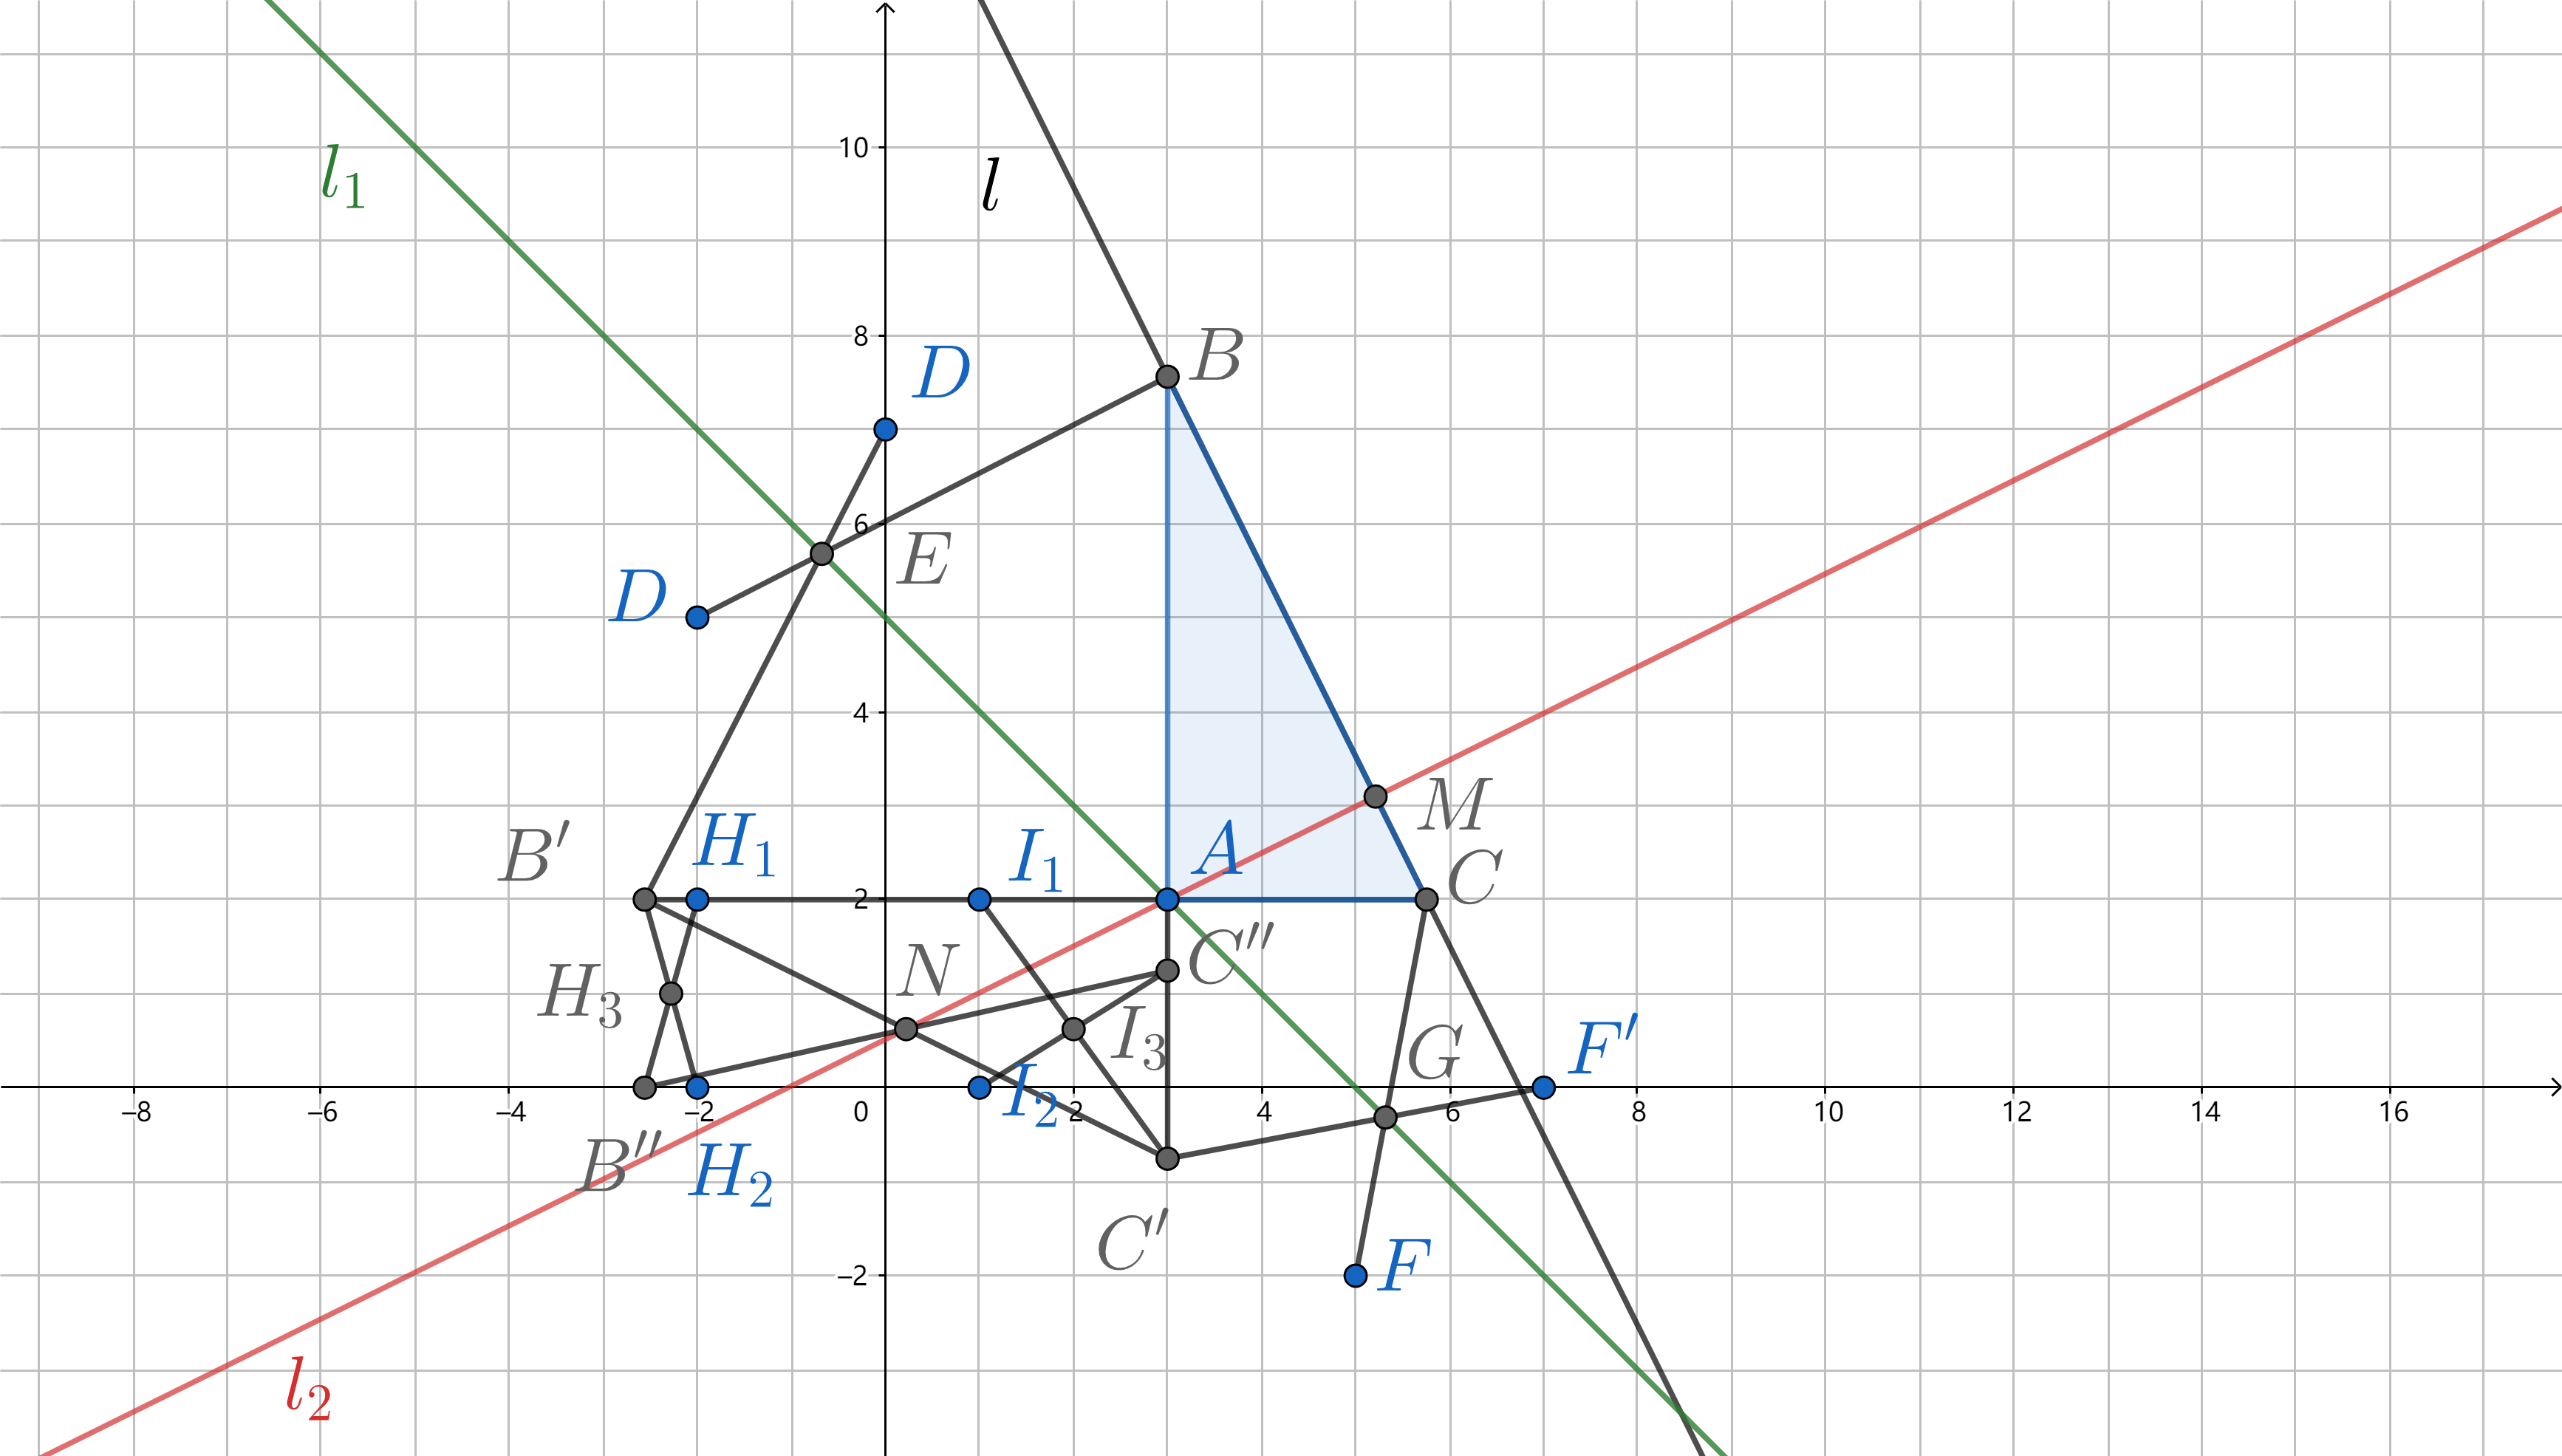 10
l
l₁
B
8
D
6
E
D
4
M
B′
H₁
I₁
A
C
2
C″
N
H₃
I₃
G
F′
−8
−6
−4
−2
0
I₂
2
4
6
8
10
12
14
16
B″
H₂
C′
F
−2
l₂